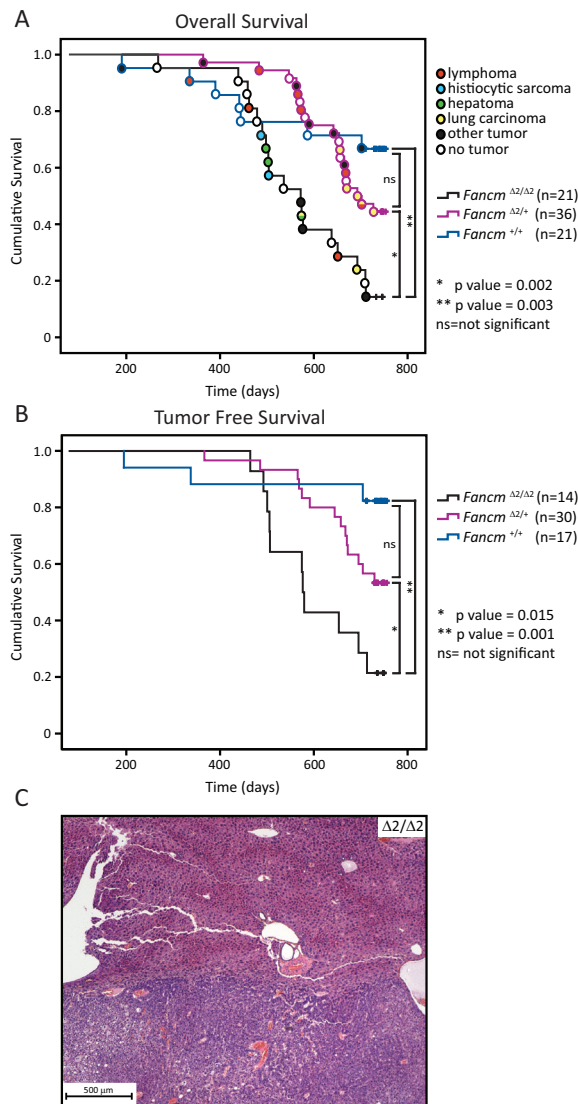 A
Overall Survival
1.0
0.8
0.6
0.4
0.2
0
Cumulative Survival
200
400
600
800
Time (days)
lymphoma
histiocytic sarcoma
hepatoma
lung carcinoma
other tumor
no tumor
ns
*
**
Fancm Δ2/Δ2 (n=21)
Fancm Δ2/+ (n=36)
Fancm +/+ (n=21)
* p value = 0.002
** p value = 0.003
ns=not significant
B
Tumor Free Survival
1.0
0.8
0.6
0.4
0.2
0
Cumulative Survival
200
400
600
800
Time (days)
ns
*
**
Fancm Δ2/Δ2 (n=14)
Fancm Δ2/+ (n=30)
Fancm +/+ (n=17)
* p value = 0.015
** p value = 0.001
ns= not significant
C
Δ2/Δ2
500 µm